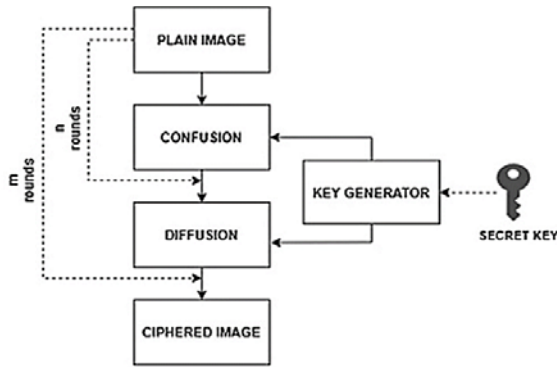 PLAIN IMAGE
CONFUSION
n
rounds
m
rounds
KEY GENERATOR
SECRET KEY
DIFFUSION
CIPHERED IMAGE